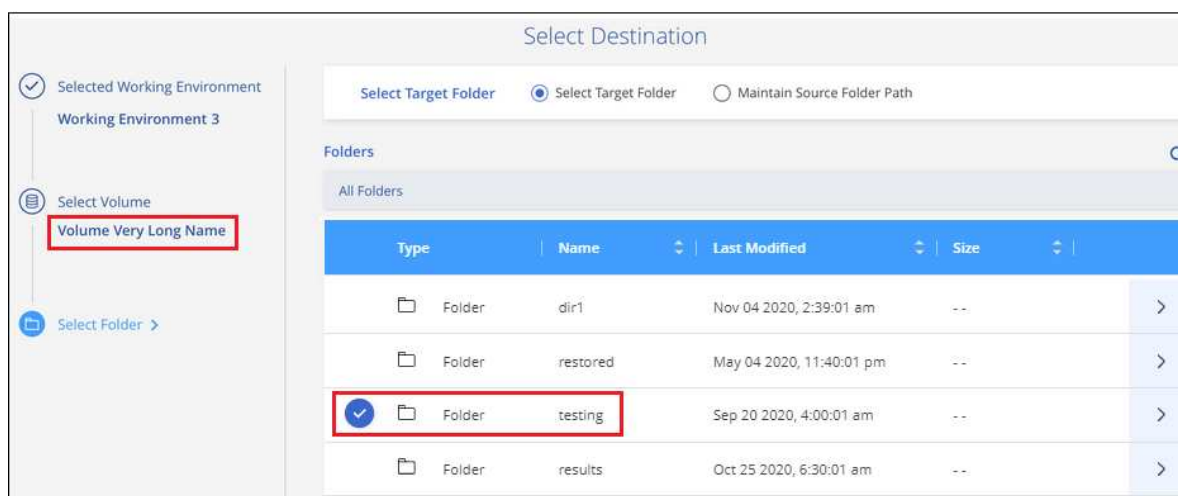 Select Destination
Selected Working Environment
Working Environment 3
Select Volume
Volume Very Long Name
Select Folder >
Select Target Folder Select Target Folder Maintain Source Folder Path
Folders
All Folders
Type Name Last Modified Size
Folder dir1 Nov 04 2020, 2:39:01 am - -
Folder restored May 04 2020, 11:40:01 pm - -
Folder testing Sep 20 2020, 4:00:01 am - -
Folder results Oct 25 2020, 6:30:01 am - -